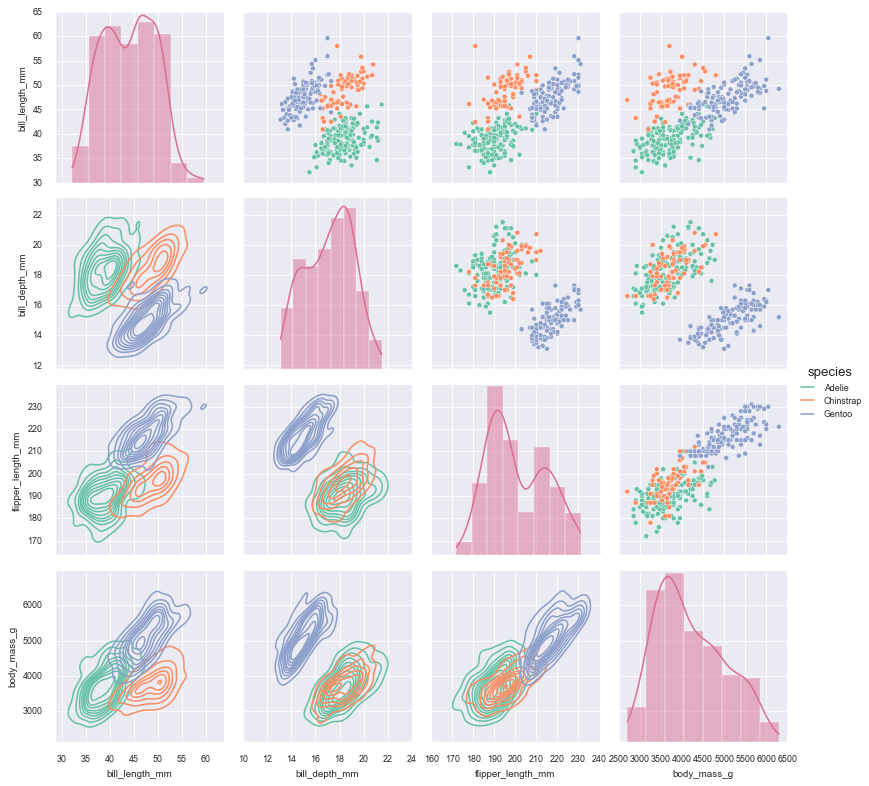 65
60
55
50
45
40
35
30
bill_length_mm
22
20
18
16
14
12
bill_depth_mm
species
Adelie
Chinstrap
Gentoo
230
220
210
200
190
180
170
flipper_length_mm
6000
5000
4000
3000
body_mass_g
30 35 40 45 50 55 60
10 12 14 16 18 20 22 24
160 170 180 190 200 210 220 230 240
2500 3000 3500 4000 4500 5000 5500 6000 6500
bill_length_mm
bill_depth_mm
flipper_length_mm
body_mass_g